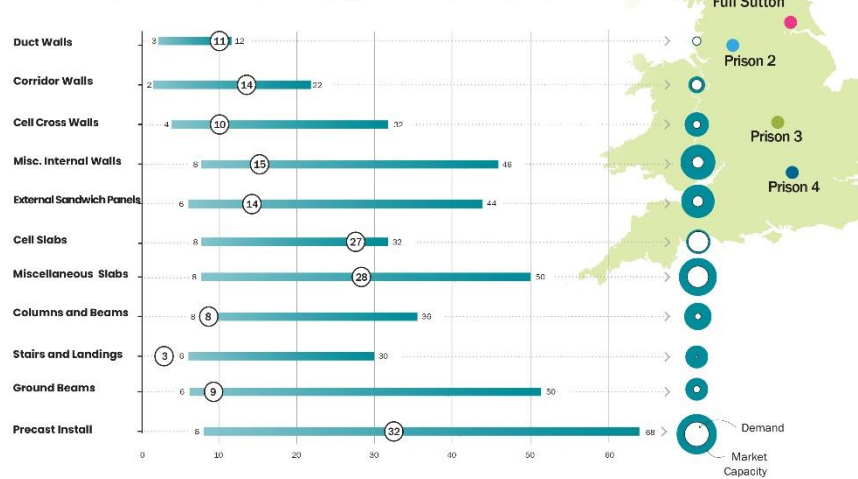 Full Sutton
Prison 2
Prison 3
Prison 4
Duct Walls 3 11 12
Corridor Walls 2 14 22
Cell Cross Walls 4 10 32
Misc. Internal Walls 8 15 46
External Sandwich Panels 6 14 44
Cell Slabs 8 27 32
Miscellaneous Slabs 8 28 50
Columns and Beams 8 8 36
Stairs and Landings 3 6 30
Ground Beams 6 9 50
Precast Install 8 32 68
0 10 20 30 40 50 60
Demand
Market
Capacity